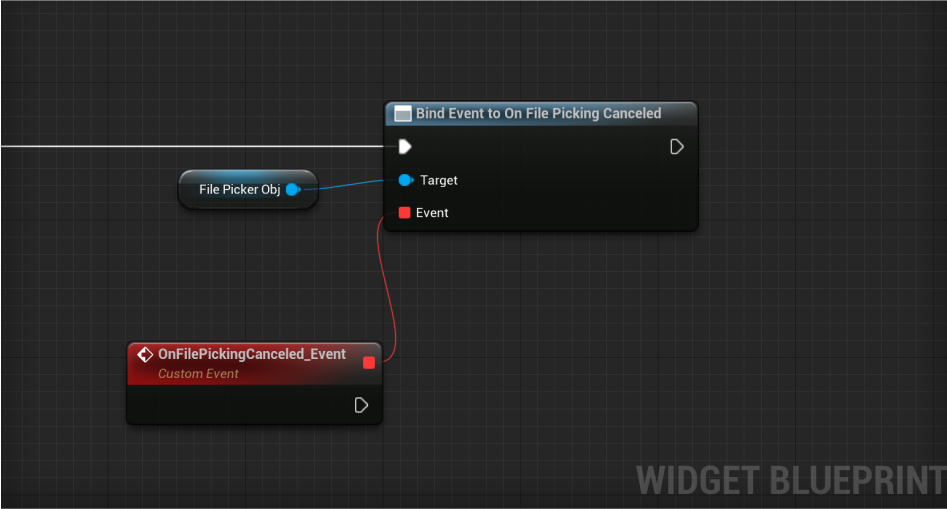 Bind Event to On File Picking Canceled
File Picker Obj
Target
Event
OnFilePickingCanceled_Event
Custom Event
WIDGET BLUEPRINT